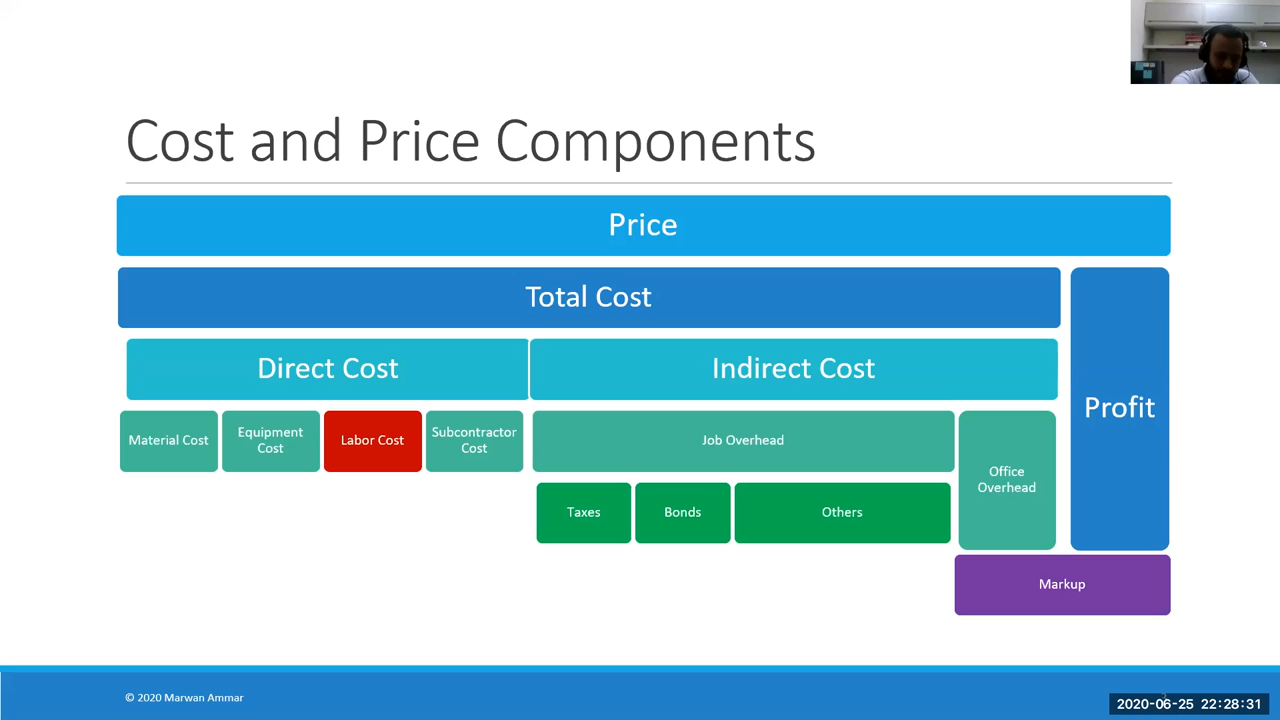 Cost and Price Components
Price
Total Cost
Direct Cost
Indirect Cost
Profit
Material Cost
Equipment
Cost
Labor Cost
Subcontractor
Cost
Job Overhead
Office
Overhead
Taxes
Bonds
Others
Markup
© 2020 Marwan Ammar
2020-06-25 22:28:31